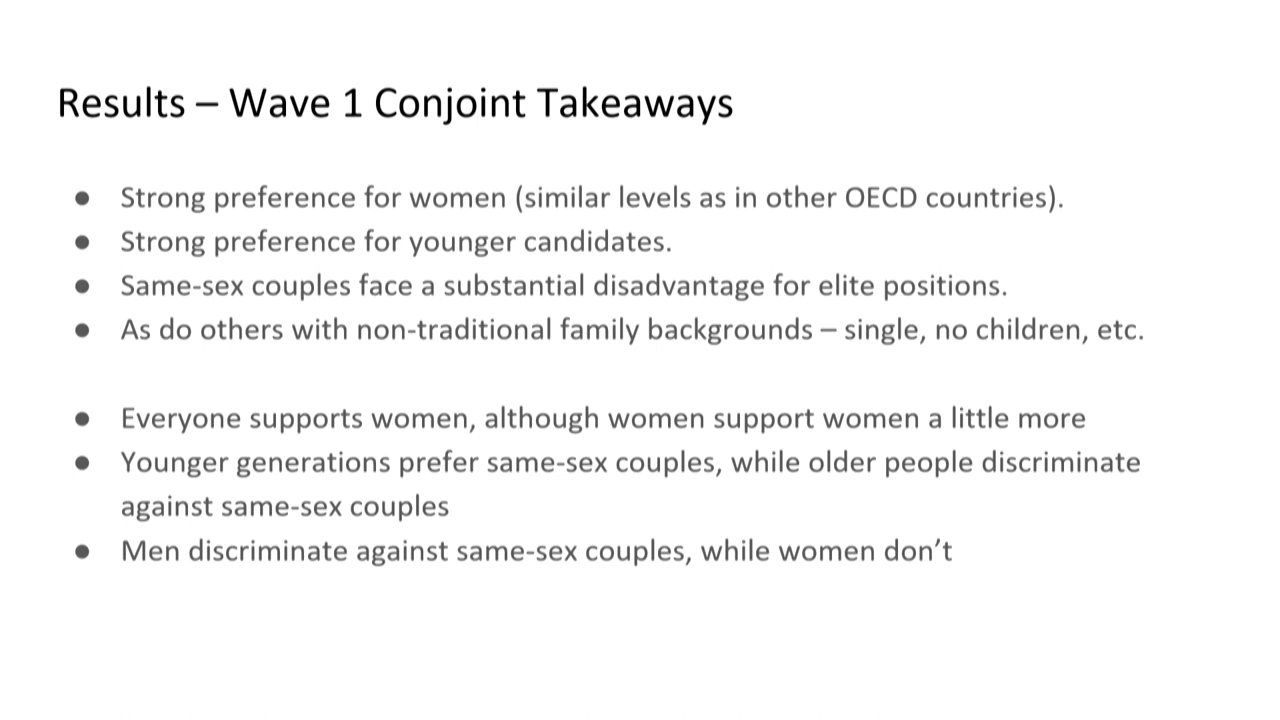 Results – Wave 1 Conjoint Takeaways
● Strong preference for women (similar levels as in other OECD countries).
● Strong preference for younger candidates.
● Same-sex couples face a substantial disadvantage for elite positions.
● As do others with non-traditional family backgrounds – single, no children, etc.
● Everyone supports women, although women support women a little more
● Younger generations prefer same-sex couples, while older people discriminate
against same-sex couples
● Men discriminate against same-sex couples, while women don’t